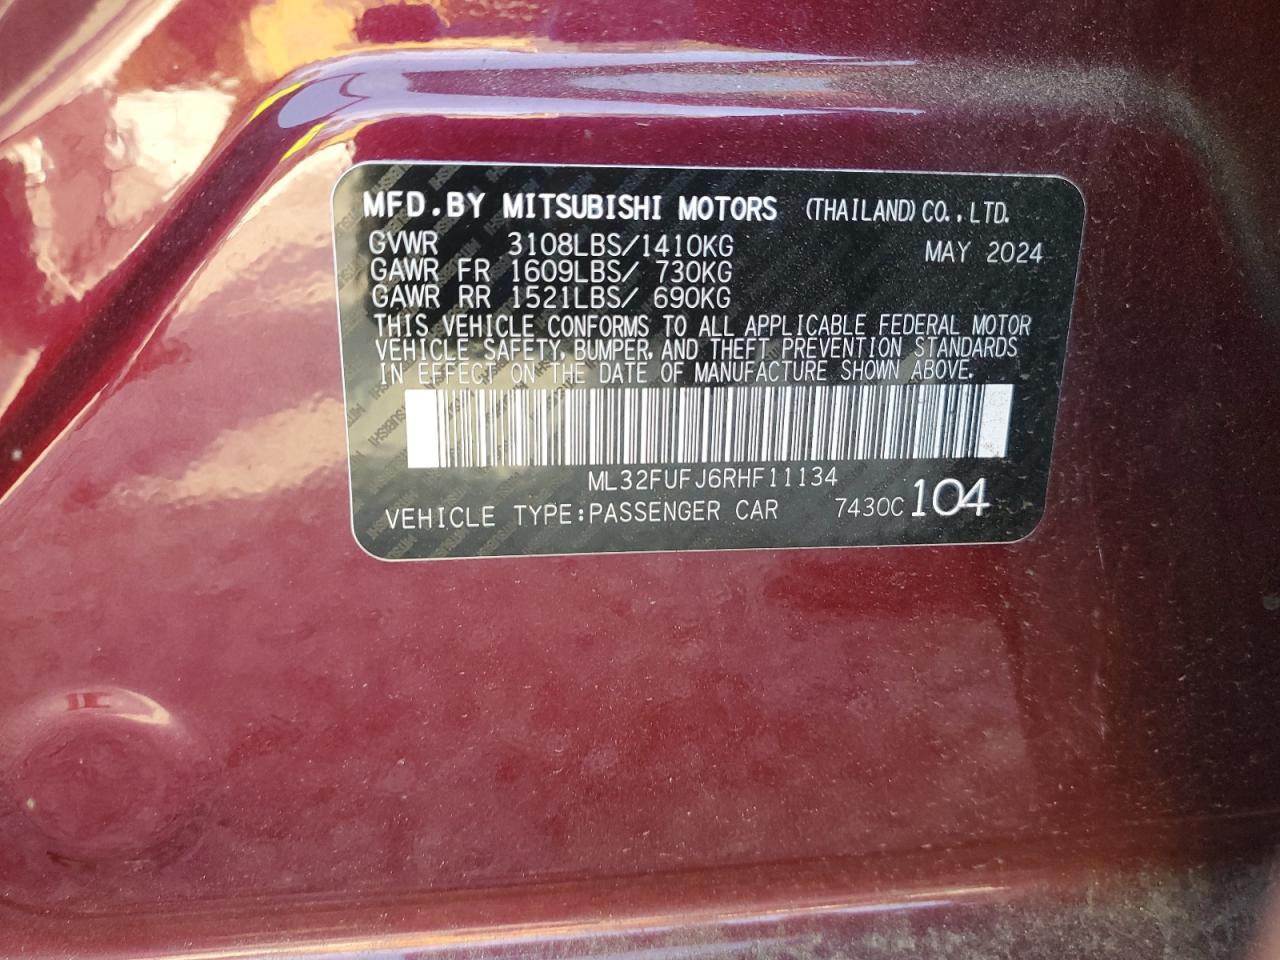 MFD.BY MITSUBISHI MOTORS (THAILAND) CO.,LTD.
GVWR 3108LBS/1410KG MAY 2024
GAWR FR 1609LBS/ 730KG
GAWR RR 1521LBS/ 690KG
THIS VEHICLE CONFORMS TO ALL APPLICABLE FEDERAL MOTOR
VEHICLE SAFETY, BUMPER, AND THEFT PREVENTION STANDARDS
IN EFFECT ON THE DATE OF MANUFACTURE SHOWN ABOVE.
ML32FUFJ6RHF11134
VEHICLE TYPE:PASSENGER CAR 7430C 104